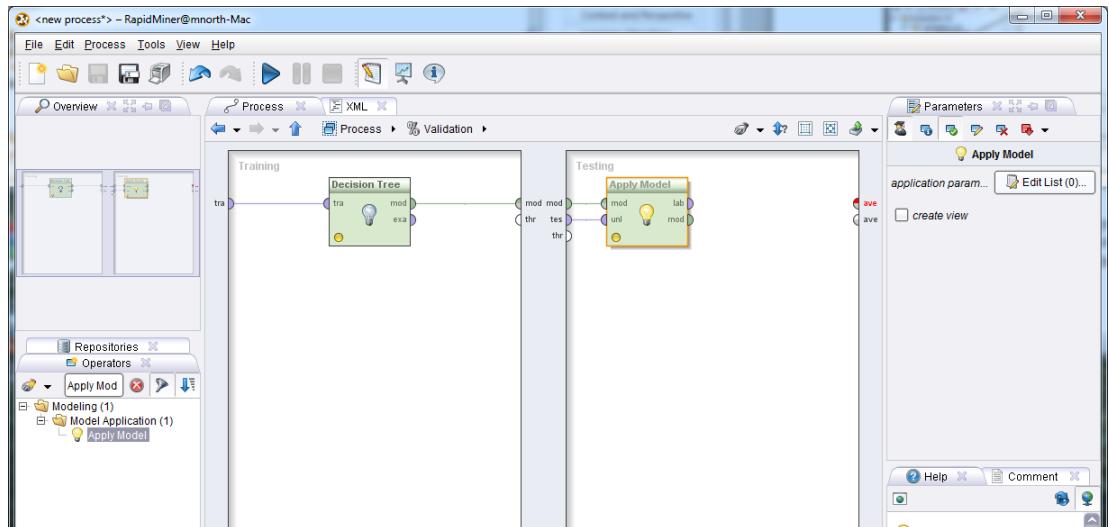 <new process*> – RapidMiner@mnorth-Mac
File Edit Process Tools View Help
Overview
Process
XML
Parameters
Process
Validation
Apply Model
Training
Testing
Decision Tree
Apply Model
application param...
Edit List (0)...
tra
tra
mod
mod
mod
mod
lab
ave
exa
thr
tes
unl
mod
ave
create view
thr
Repositories
Operators
Apply Mod
Modeling (1)
Model Application (1)
Apply Model
Help
Comment